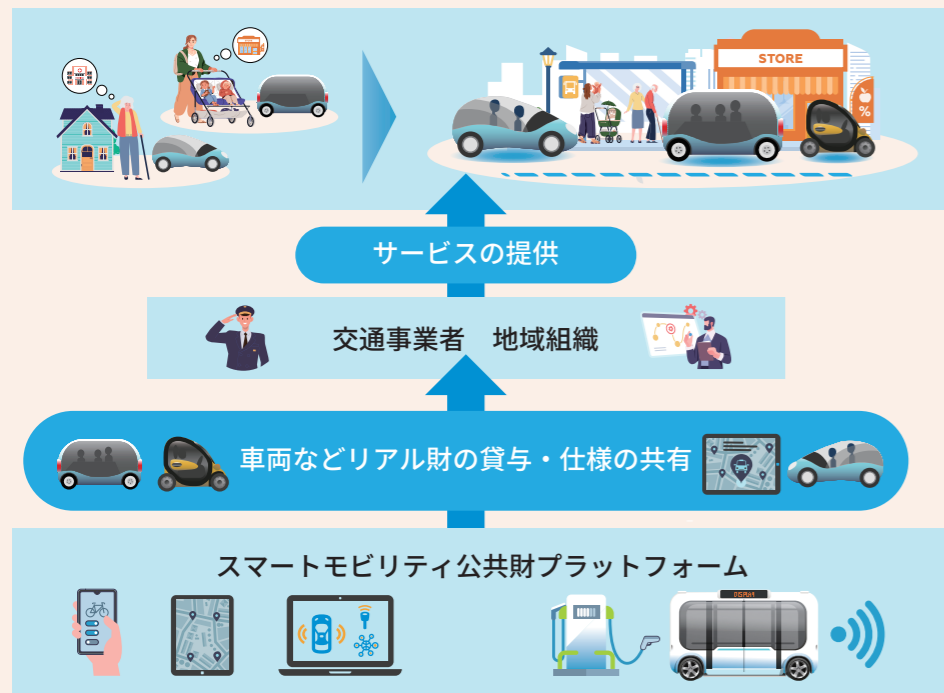 STORE
%
サービスの提供
交通事業者　地域組織
車両などリアル財の貸与・仕様の共有
スマートモビリティ公共財プラットフォーム
DISPLAY